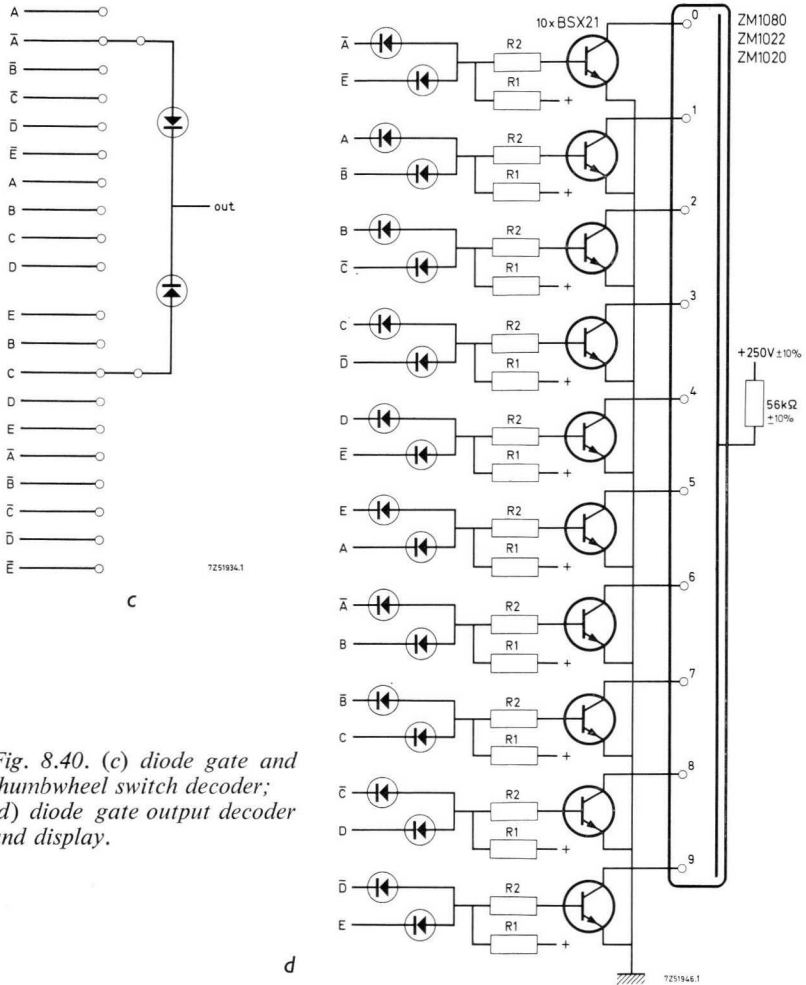 A
A̅
B̅
C̅
D̅
E̅
A
B
C
D
E
B
C
D
E
A̅
B̅
C̅
D̅
E̅
out
7Z51934.1
c
Fig. 8.40. (c) diode gate and
thumbwheel switch decoder;
(d) diode gate output decoder
and display.
10xBSX21
ZM1080
ZM1022
ZM1020
A̅ R2 0
E̅ R1 +
A R2 1
B̅ R1 +
B R2 2
C̅ R1 +
C R2 3
D̅ R1 +
D R2 4
E̅ R1 +
E R2 5
A R1 +
A̅ R2 6
B R1 +
B̅ R2 7
C R1 +
C̅ R2 8
D R1 +
D̅ R2 9
E R1 +
+250V ±10%
56kΩ
±10%
7Z51946.1
d